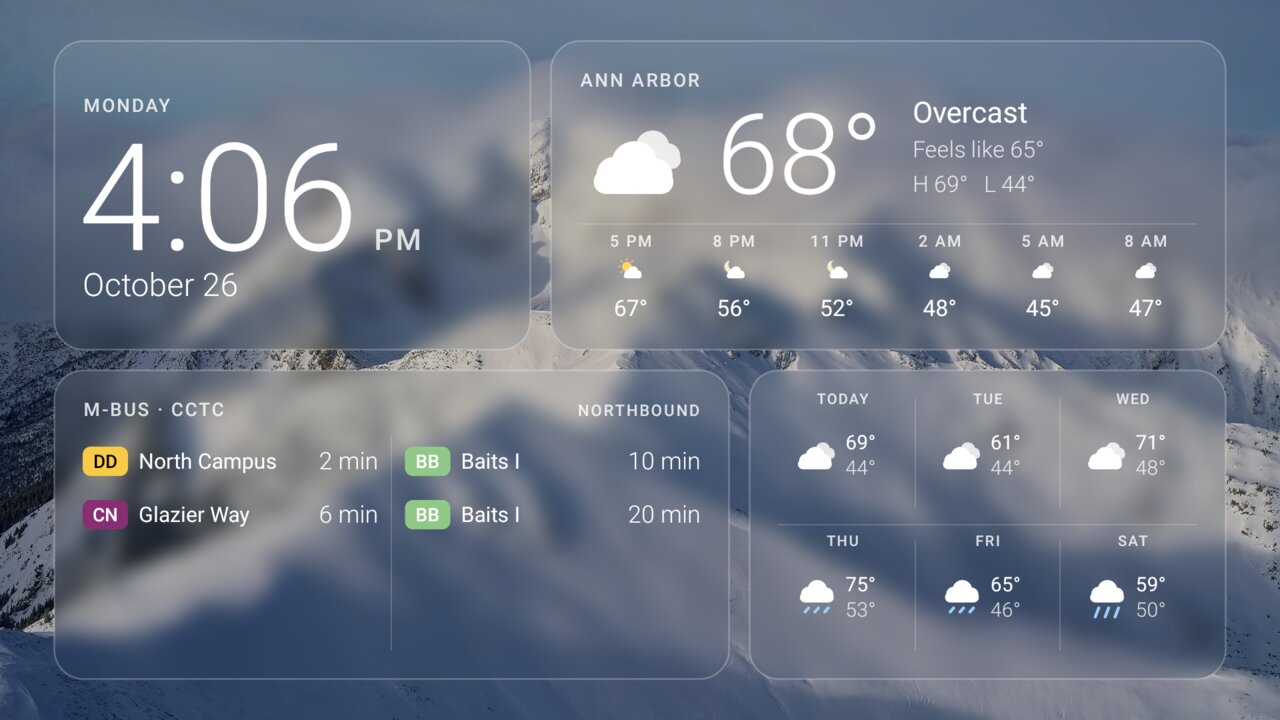 MONDAY
4:06 PM
October 26
ANN ARBOR
68°
Overcast
Feels like 65°
H 69° L 44°
5 PM 8 PM 11 PM 2 AM 5 AM 8 AM
67° 56° 52° 48° 45° 47°
M-BUS · CCTC NORTHBOUND
DD North Campus 2 min BB Baits I 10 min
CN Glazier Way 6 min BB Baits I 20 min
TODAY TUE WED
69° 61° 71°
44° 44° 48°
THU FRI SAT
75° 65° 59°
53° 46° 50°